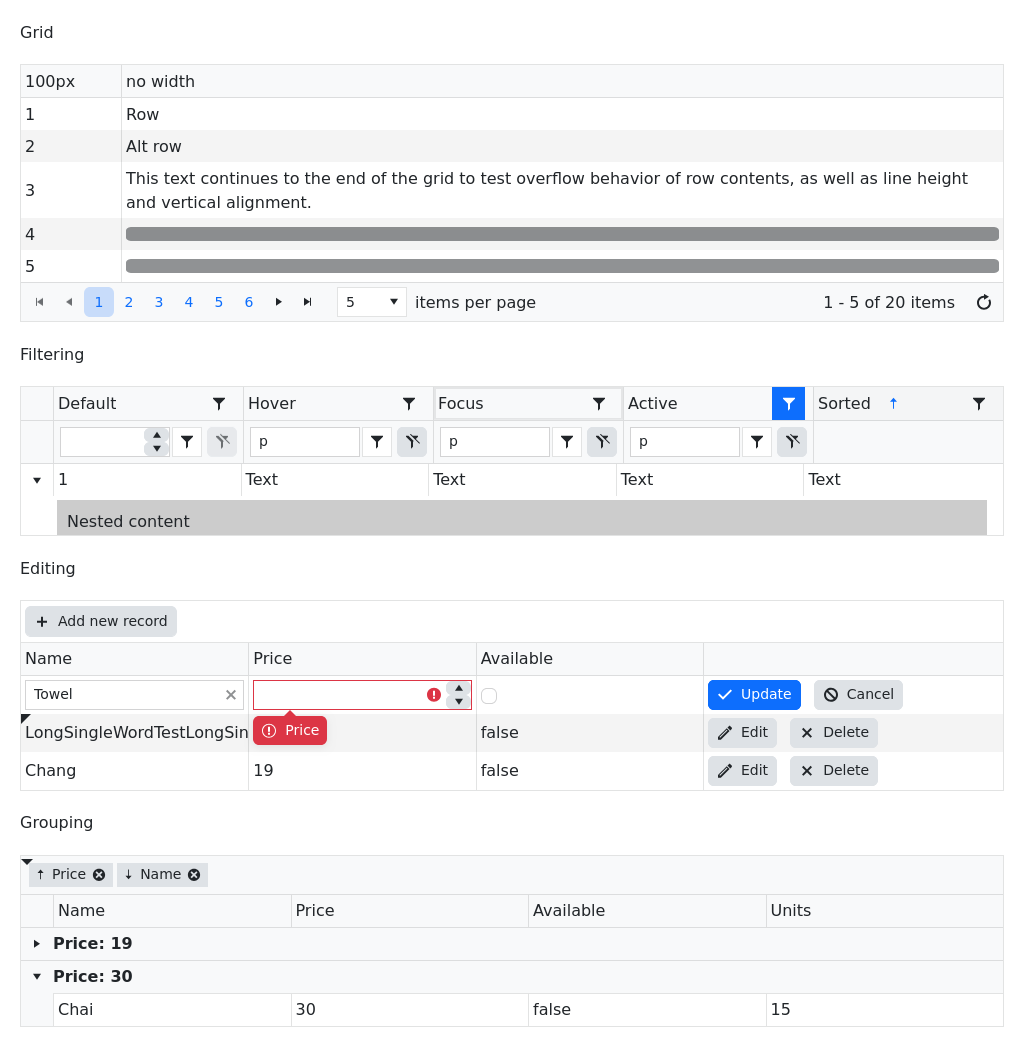 Grid
100px no width
1 Row
2 Alt row
3 This text continues to the end of the grid to test overflow behavior of row contents, as well as line height
and vertical alignment.
4
5
1 2 3 4 5 6 5 items per page 1 - 5 of 20 items
Filtering
Default Hover Focus Active Sorted
p p p
1 Text Text Text Text
Nested content
Editing
Add new record
Name Price Available
Towel Update Cancel
Price
LongSingleWordTestLongSin false Edit Delete
Chang 19 false Edit Delete
Grouping
Price Name
Name Price Available Units
Price: 19
Price: 30
Chai 30 false 15